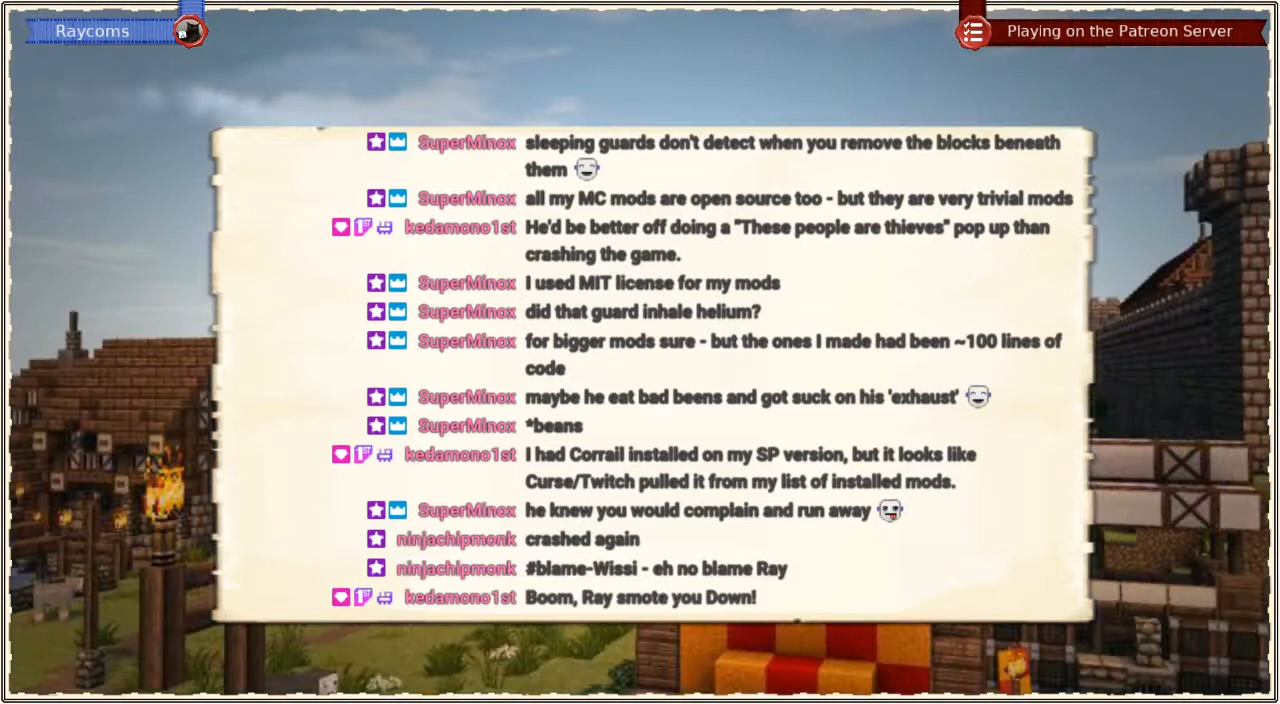 Raycoms
Playing on the Patreon Server
SuperMinox sleeping guards don't detect when you remove the blocks beneath
them
SuperMinox all my MC mods are open source too - but they are very trivial mods
kedamono1st He'd be better off doing a "These people are thieves" pop up than
crashing the game.
SuperMinox I used MIT license for my mods
SuperMinox did that guard inhale helium?
SuperMinox for bigger mods sure - but the ones I made had been ~100 lines of
code
SuperMinox maybe he eat bad beens and got suck on his 'exhaust'
SuperMinox *beans
kedamono1st I had Corrail installed on my SP version, but it looks like
Curse/Twitch pulled it from my list of installed mods.
SuperMinox he knew you would complain and run away
ninjachipmonk crashed again
ninjachipmonk #blame-Wissi - eh no blame Ray
kedamono1st Boom, Ray smote you Down!